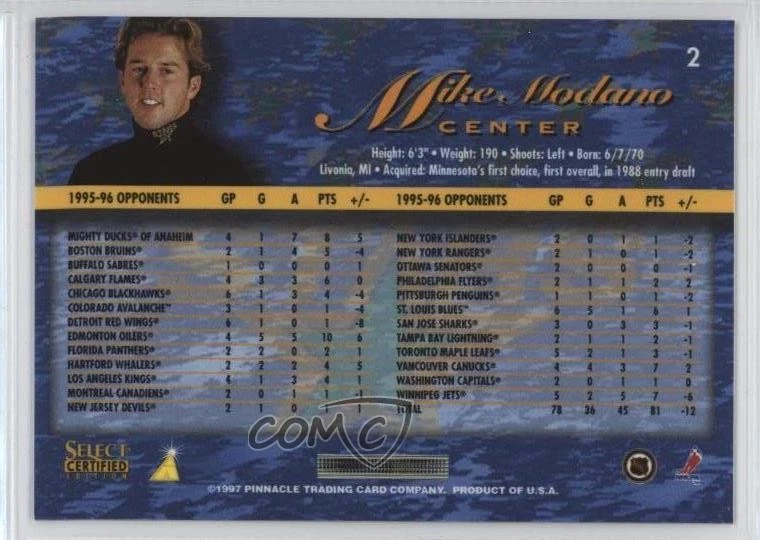 2
Mike Modano
CENTER
Height: 6'3" • Weight: 190 • Shoots: Left • Born: 6/7/70
Livonia, MI • Acquired: Minnesota's first choice, first overall, in 1988 entry draft
1995-96 OPPONENTS GP G A PTS +/-
MIGHTY DUCKS® OF ANAHEIM 4 1 7 8 5
BOSTON BRUINS® 2 1 4 5 -4
BUFFALO SABRES® 1 0 0 0 1
CALGARY FLAMES® 4 3 3 6 0
CHICAGO BLACKHAWKS® 6 1 3 4 -4
COLORADO AVALANCHE™ 3 1 0 1 -4
DETROIT RED WINGS® 6 1 0 1 -8
EDMONTON OILERS® 4 5 5 10 6
FLORIDA PANTHERS® 2 2 0 2 1
HARTFORD WHALERS® 2 2 2 4 5
LOS ANGELES KINGS® 4 1 3 4 1
MONTREAL CANADIENS® 2 0 1 1 -1
NEW JERSEY DEVILS® 2 1 0 1 1
1995-96 OPPONENTS GP G A PTS +/-
NEW YORK ISLANDERS® 2 0 1 1 -2
NEW YORK RANGERS® 2 1 0 1 -2
OTTAWA SENATORS® 2 0 0 0 -1
PHILADELPHIA FLYERS® 2 1 1 2 2
PITTSBURGH PENGUINS® 1 1 0 1 -2
ST. LOUIS BLUES™ 6 5 1 6 1
SAN JOSE SHARKS® 3 0 3 3 -1
TAMPA BAY LIGHTNING® 2 1 1 2 -1
TORONTO MAPLE LEAFS® 5 2 1 3 -1
VANCOUVER CANUCKS® 4 4 3 7 2
WASHINGTON CAPITALS® 2 0 1 1 0
WINNIPEG JETS® 5 2 5 7 -6
TOTAL 78 36 45 81 -12
COMC
SELECT
CERTIFIED
EDITION
©1997 PINNACLE TRADING CARD COMPANY. PRODUCT OF U.S.A.